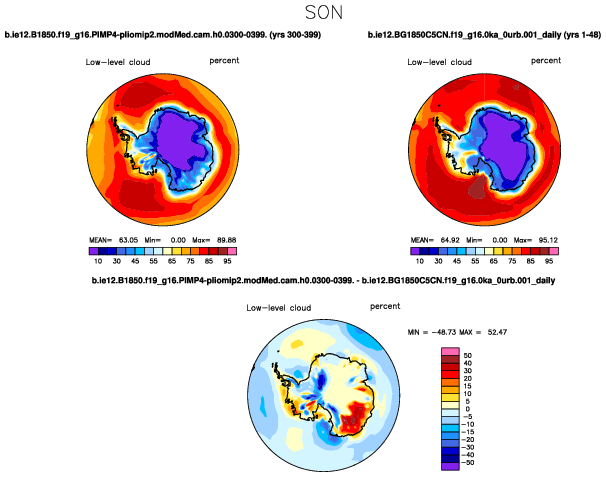 SON
b.ie12.B1850.f19_g16.PIMP4-pliomip2.modMed.cam.h0.0300-0399. (yrs 300-399)
b.ie12.BG1850C5CN.f19_g16.0ka_0urb.001_daily (yrs 1-48)
Low-level cloud percent
Low-level cloud percent
MEAN= 63.05 Min= 0.00 Max= 89.88
10 30 45 55 65 75 85 95
MEAN= 64.92 Min= 0.00 Max= 95.12
10 30 45 55 65 75 85 95
b.ie12.B1850.f19_g16.PIMP4-pliomip2.modMed.cam.h0.0300-0399. - b.ie12.BG1850C5CN.f19_g16.0ka_0urb.001_daily
Low-level cloud percent
MIN = -48.73 MAX = 52.47
50
40
30
25
20
15
10
5
0
-5
-10
-15
-20
-25
-30
-40
-50